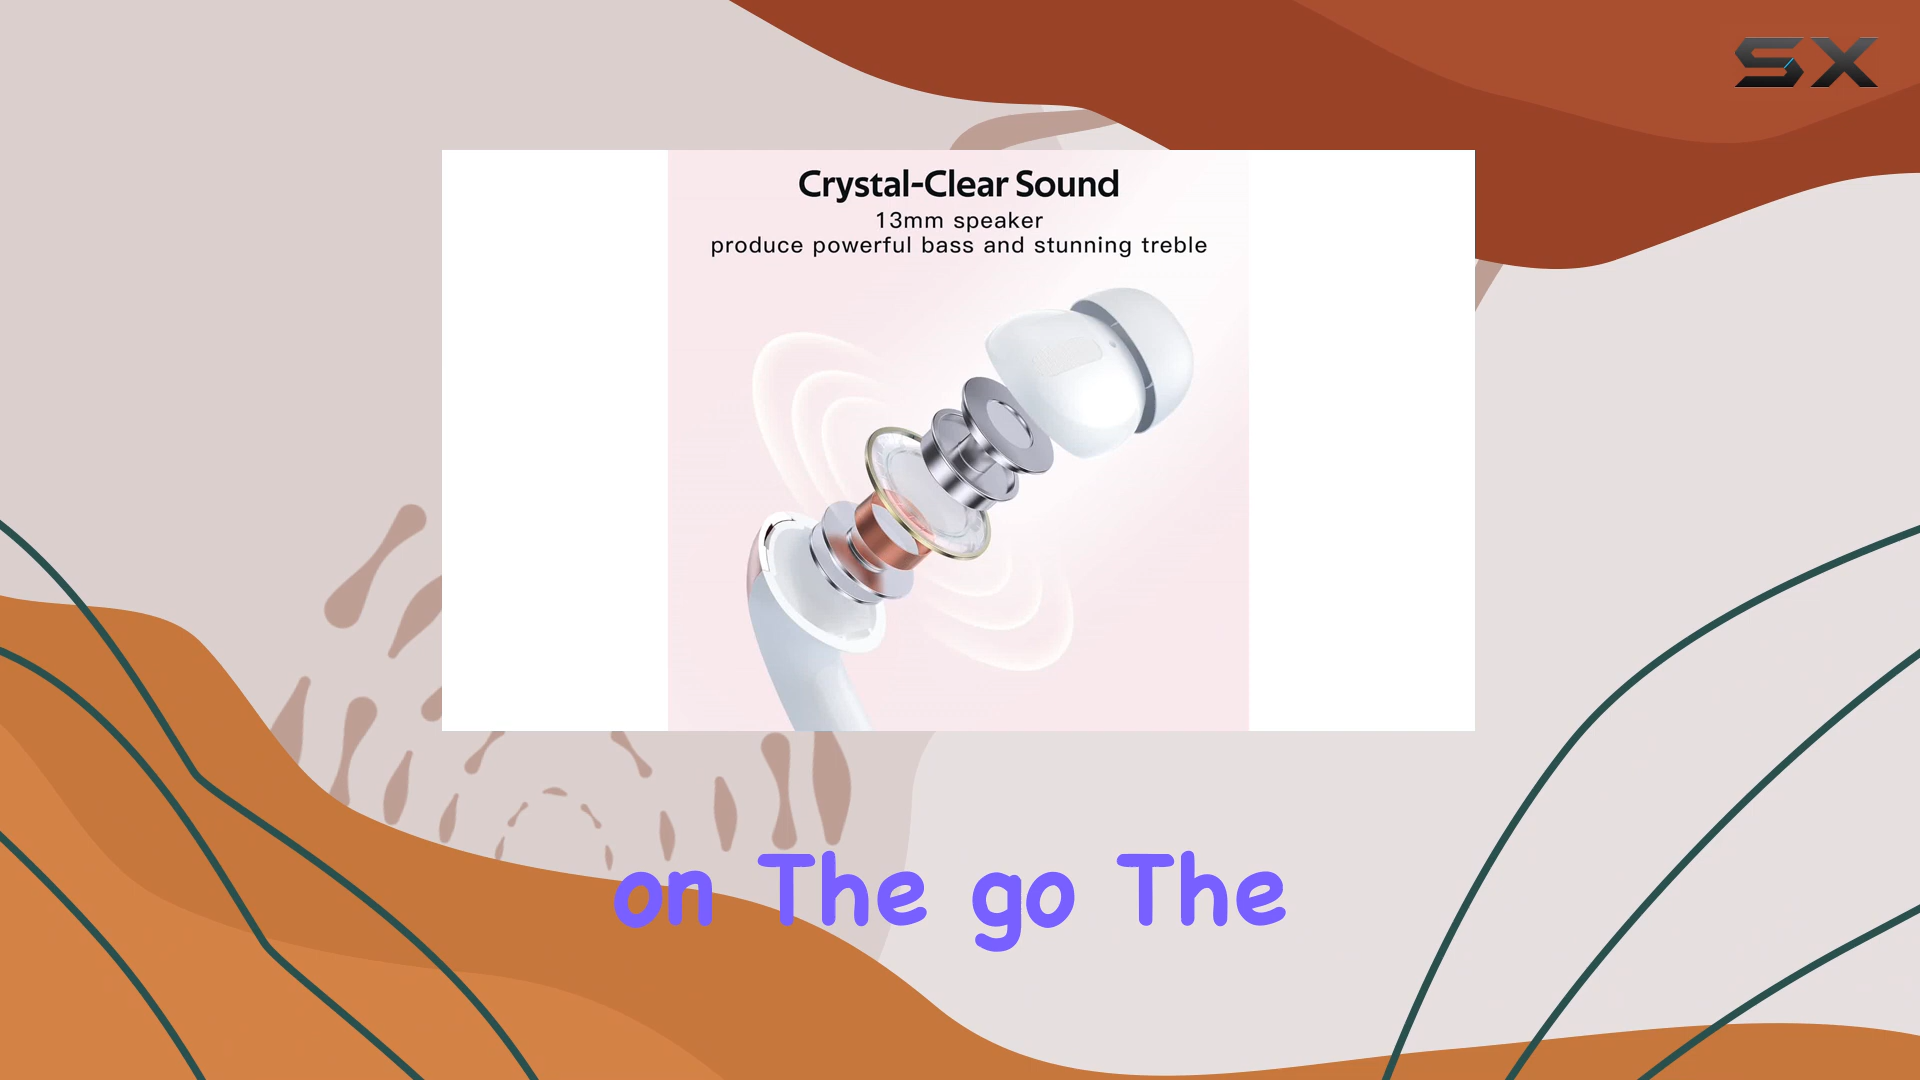 SX
Crystal-Clear Sound
13mm speaker
produce powerful bass and stunning treble
on The go The